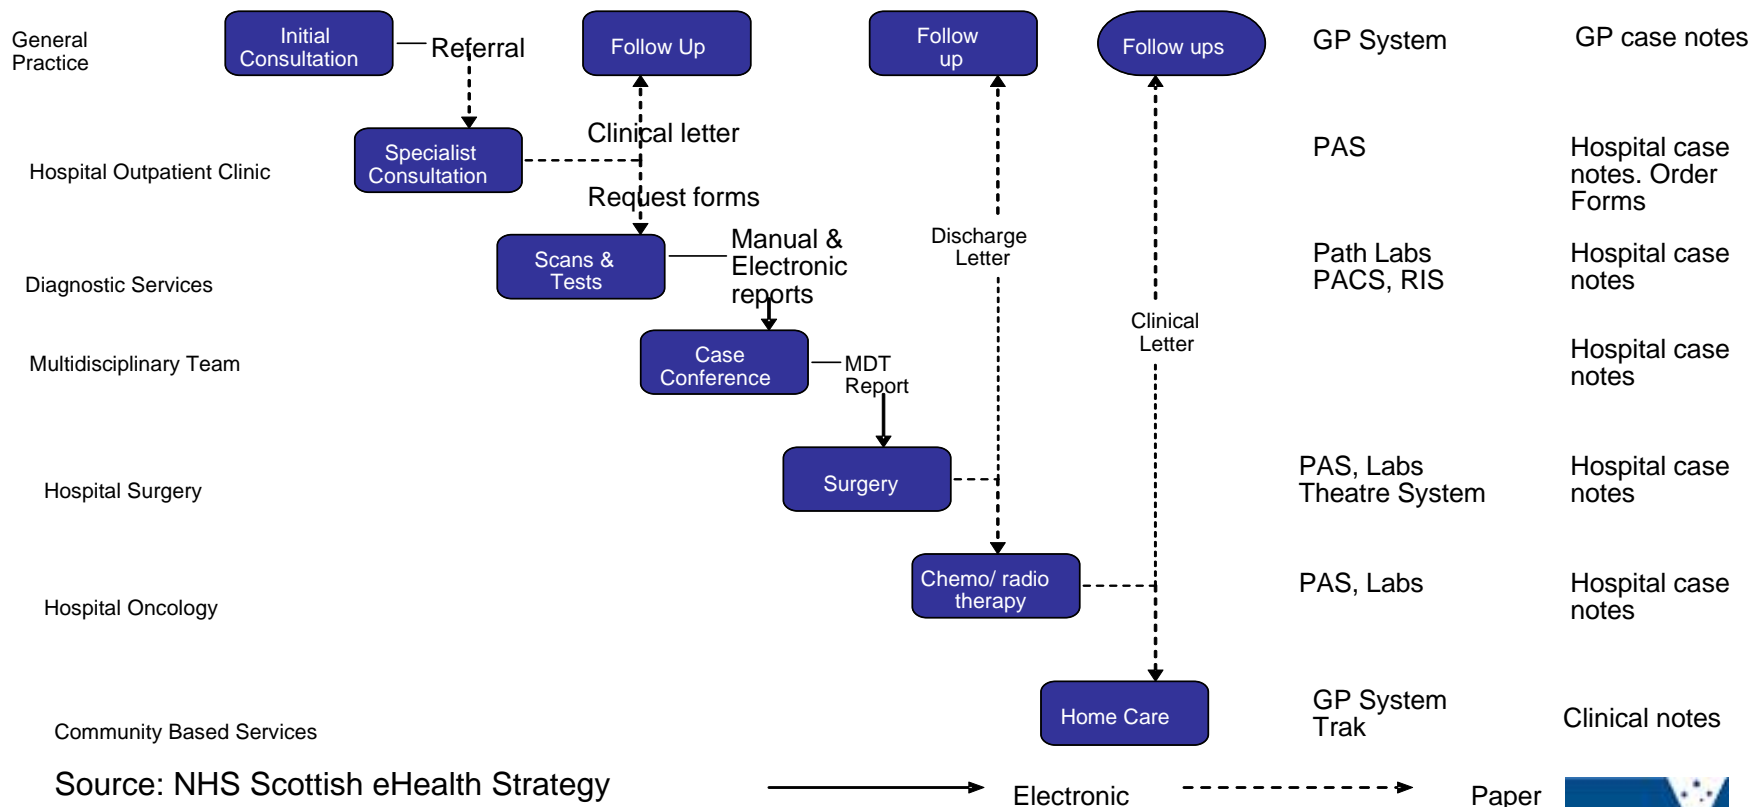 General
Practice
Initial
Consultation
Referral
Follow Up
Follow
up
Follow ups
GP System
GP case notes
Hospital Outpatient Clinic
Specialist
Consultation
Clinical letter
Request forms
PAS
Hospital case
notes. Order
Forms
Diagnostic Services
Scans &
Tests
Manual &
Electronic
reports
Discharge
Letter
Path Labs
PACS, RIS
Hospital case
notes
Multidisciplinary Team
Case
Conference
MDT
Report
Clinical
Letter
Hospital case
notes
Hospital Surgery
Surgery
PAS, Labs
Theatre System
Hospital case
notes
Hospital Oncology
Chemo/ radio
therapy
PAS, Labs
Hospital case
notes
Community Based Services
Home Care
GP System
Trak
Clinical notes
Source: NHS Scottish eHealth Strategy
Electronic
Paper